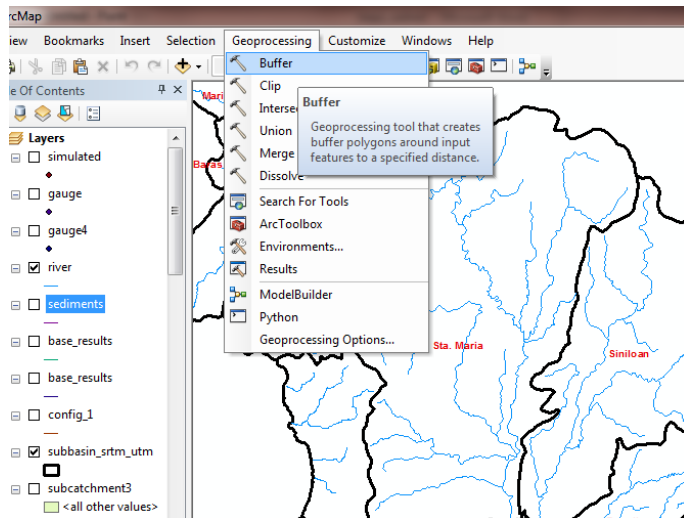 rcMap
iew Bookmarks Insert Selection Geoprocessing Customize Windows Help
e Of Contents
Layers
simulated
gauge
gauge4
river
sediments
base_results
base_results
config_1
subbasin_srtm_utm
subcatchment3
<all other values>
Buffer
Clip
Interse
Union
Merge
Dissolve
Search For Tools
ArcToolbox
Environments...
Results
ModelBuilder
Python
Geoprocessing Options...
Buffer
Geoprocessing tool that creates
buffer polygons around input
features to a specified distance.
Mari
Baras
Sta. Maria
Siniloan